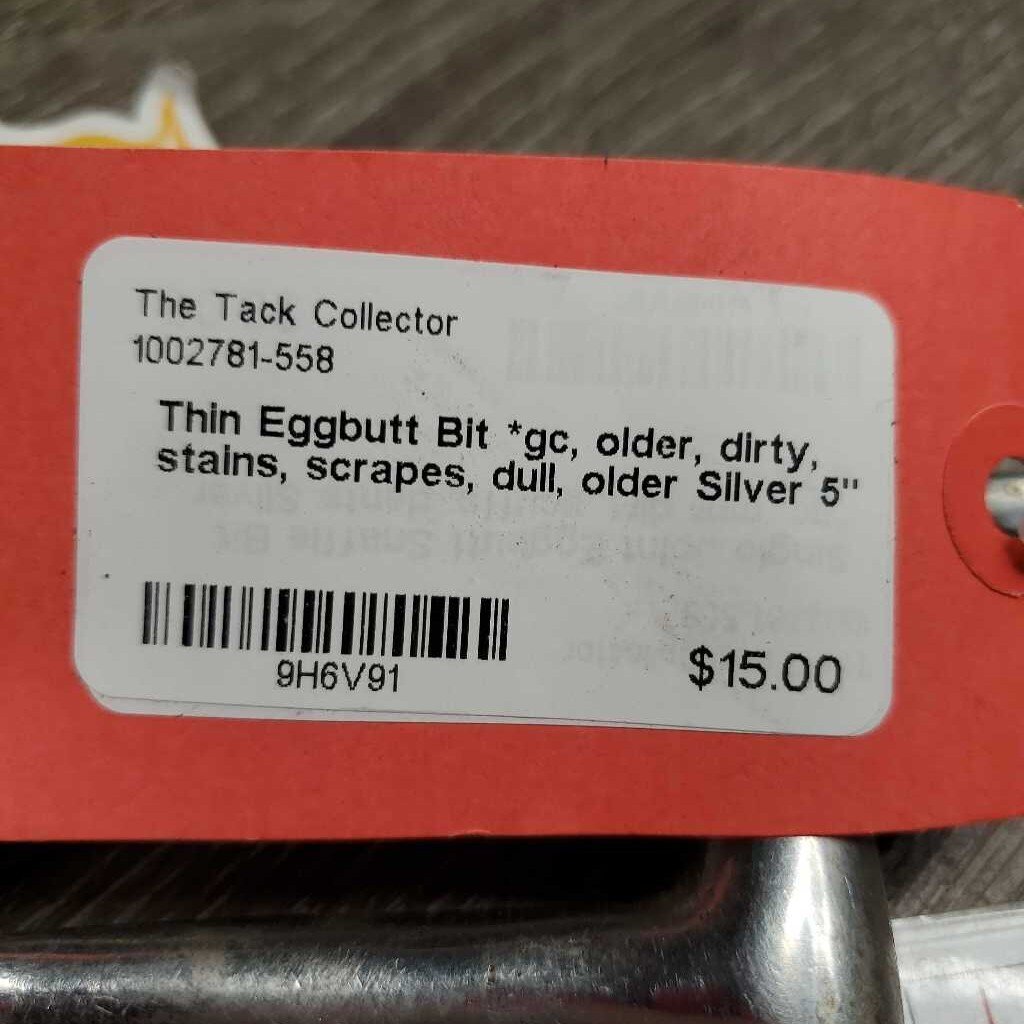 The Tack Collector
1002781-558
Thin Eggbutt Bit *gc, older, dirty,
stains, scrapes, dull, older Silver 5"
9H6V91
$15.00